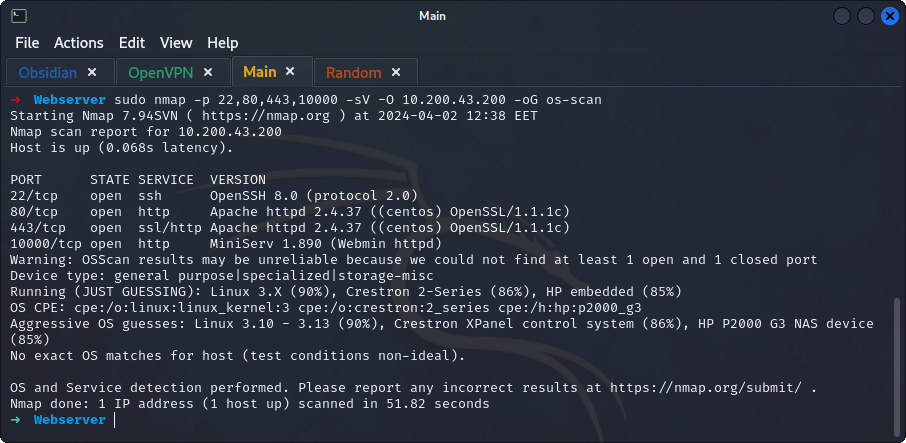 Main
File Actions Edit View Help
Obsidian × OpenVPN × Main × Random ×
→ Webserver sudo nmap -p 22,80,443,10000 -sV -O 10.200.43.200 -oG os-scan
Starting Nmap 7.94SVN ( https://nmap.org ) at 2024-04-02 12:38 EET
Nmap scan report for 10.200.43.200
Host is up (0.068s latency).
PORT      STATE SERVICE  VERSION
22/tcp    open  ssh      OpenSSH 8.0 (protocol 2.0)
80/tcp    open  http     Apache httpd 2.4.37 ((centos) OpenSSL/1.1.1c)
443/tcp   open  ssl/http Apache httpd 2.4.37 ((centos) OpenSSL/1.1.1c)
10000/tcp open  http     MiniServ 1.890 (Webmin httpd)
Warning: OSScan results may be unreliable because we could not find at least 1 open and 1 closed port
Device type: general purpose|specialized|storage-misc
Running (JUST GUESSING): Linux 3.X (90%), Crestron 2-Series (86%), HP embedded (85%)
OS CPE: cpe:/o:linux:linux_kernel:3 cpe:/o:crestron:2_series cpe:/h:hp:p2000_g3
Aggressive OS guesses: Linux 3.10 - 3.13 (90%), Crestron XPanel control system (86%), HP P2000 G3 NAS device
(85%)
No exact OS matches for host (test conditions non-ideal).
OS and Service detection performed. Please report any incorrect results at https://nmap.org/submit/ .
Nmap done: 1 IP address (1 host up) scanned in 51.82 seconds
→ Webserver